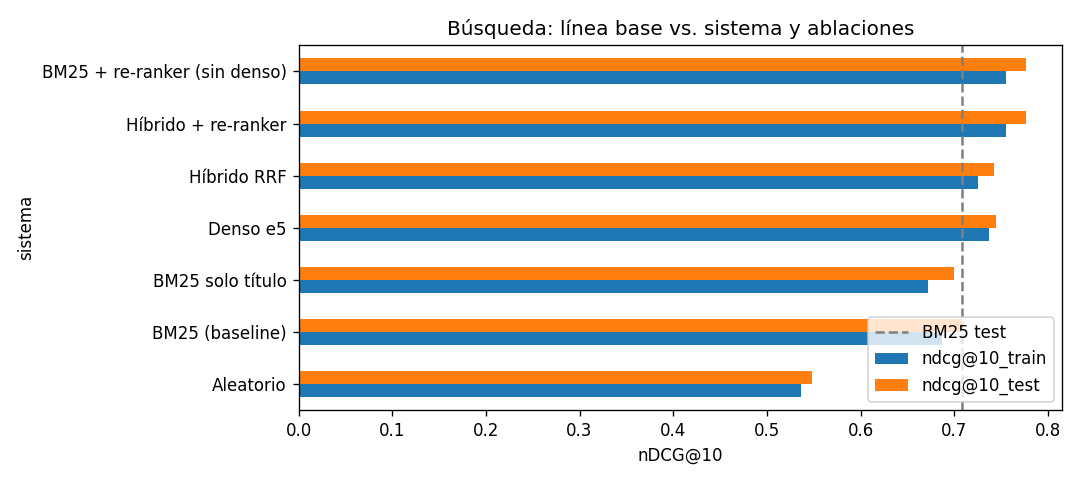 Búsqueda: línea base vs. sistema y ablaciones
sistema
BM25 + re-ranker (sin denso)
Híbrido + re-ranker
Híbrido RRF
Denso e5
BM25 solo título
BM25 (baseline)
Aleatorio
BM25 test
ndcg@10_train
ndcg@10_test
0.0 0.1 0.2 0.3 0.4 0.5 0.6 0.7 0.8
nDCG@10